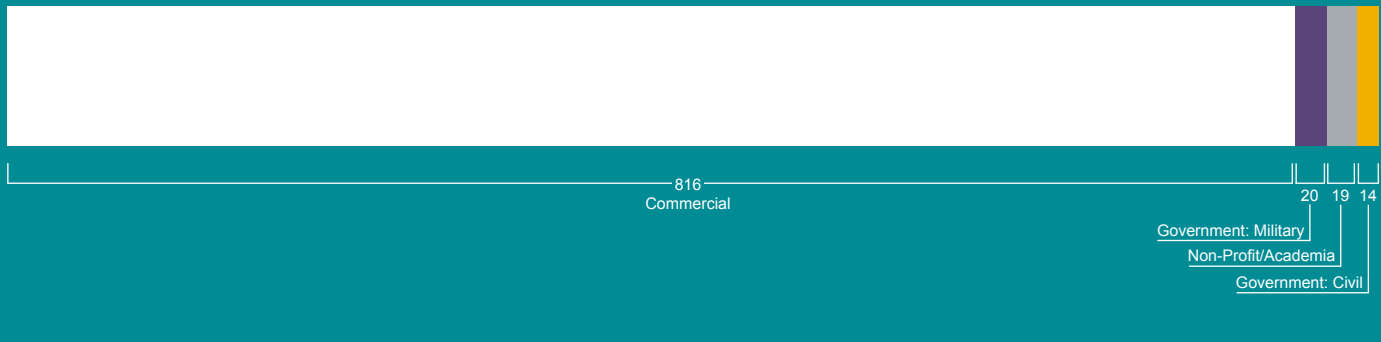 816
Commercial
20 19 14
Government: Military
Non-Profit/Academia
Government: Civil